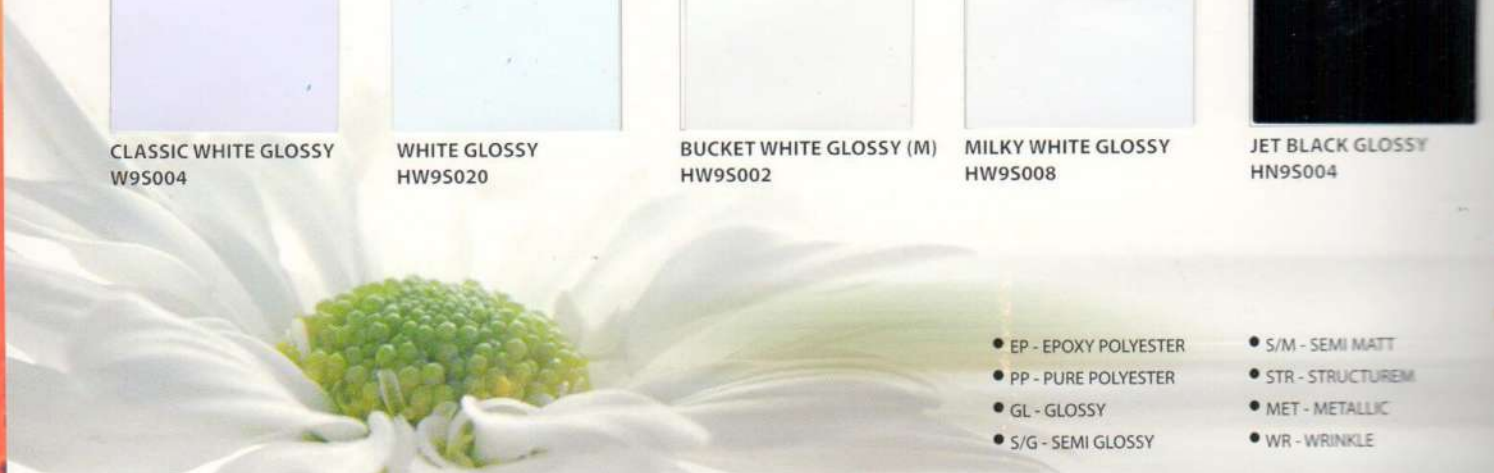 CLASSIC WHITE GLOSSY
W9S004
WHITE GLOSSY
HW9S020
BUCKET WHITE GLOSSY (M)
HW9S002
MILKY WHITE GLOSSY
HW9S008
JET BLACK GLOSSY
HN9S004
• EP - EPOXY POLYESTER
• PP - PURE POLYESTER
• GL - GLOSSY
• S/G - SEMI GLOSSY
• S/M - SEMI MATT
• STR - STRUCTUREM
• MET - METALLIC
• WR - WRINKLE